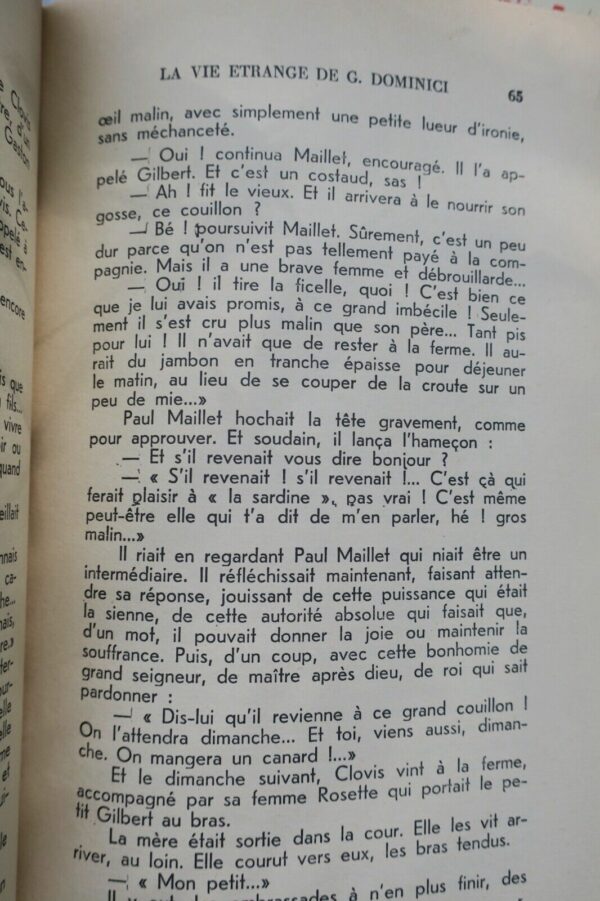 LA VIE ETRANGE DE G. DOMINICI
65
œil malin, avec simplement une petite lueur d'ironie,
sans méchanceté.
— Oui ! continua Maillet, encouragé. Il l'a ap-
pelé Gilbert. Et c'est un costaud, sas !
— Ah ! fit le vieux. Et il arrivera à le nourrir son
gosse, ce couillon ?
— Bé ! poursuivit Maillet. Sûrement, c'est un peu
dur parce qu'on n'est pas tellement payé à la com-
pagnie. Mais il a une brave femme et débrouillarde...
— Oui ! il tire la ficelle, quoi ! C'est bien ce
que je lui avais promis, à ce grand imbécile ! Seule-
ment il s'est cru plus malin que son père... Tant pis
pour lui ! Il n'avait que de rester à la ferme. Il au-
rait du jambon en tranche épaisse pour déjeuner
le matin, au lieu de se couper de la croute sur un
peu de mie...»
Paul Maillet hochait la tête gravement, comme
pour approuver. Et soudain, il lança l'hameçon :
— Et s'il revenait vous dire bonjour ?
— « S'il revenait ! s'il revenait !... C'est çà qui
ferait plaisir à « la sardine », pas vrai ! C'est même
peut-être elle qui t'a dit de m'en parler, hé ! gros
malin...»
Il riait en regardant Paul Maillet qui niait être un
intermédiaire. Il réfléchissait maintenant, faisant atten-
dre sa réponse, jouissant de cette puissance qui était
la sienne, de cette autorité absolue qui faisait que,
d'un mot, il pouvait donner la joie ou maintenir la
souffrance. Puis, d'un coup, avec cette bonhomie de
grand seigneur, de maître après dieu, de roi qui sait
pardonner :
— « Dis-lui qu'il revienne à ce grand couillon !
On l'attendra dimanche... Et toi, viens aussi, diman-
che. On mangera un canard !...»
Et le dimanche suivant, Clovis vint à la ferme,
accompagné par sa femme Rosette qui portait le pe-
tit Gilbert au bras.
La mère était sortie dans la cour. Elle les vit ar-
river, au loin. Elle courut vers eux, les bras tendus.
— « Mon petit...»
Il y eut des embrassades à n'en plus finir, des